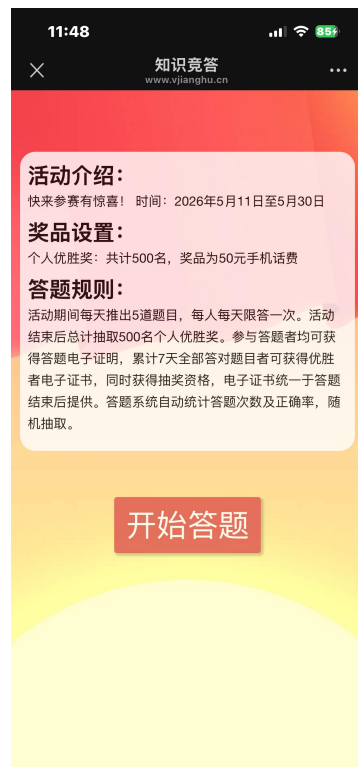 11:48
85
知识竞答
www.vjianghu.cn
活动介绍：
快来参赛有惊喜！ 时间：2026年5月11日至5月30日
奖品设置：
个人优胜奖：共计500名，奖品为50元手机话费
答题规则：
活动期间每天推出5道题目，每人每天限答一次。活动
结束后总计抽取500名个人优胜奖。参与答题者均可获
得答题电子证明，累计7天全部答对题目者可获得优胜
者电子证书，同时获得抽奖资格，电子证书统一于答题
结束后提供。答题系统自动统计答题次数及正确率，随
机抽取。
开始答题